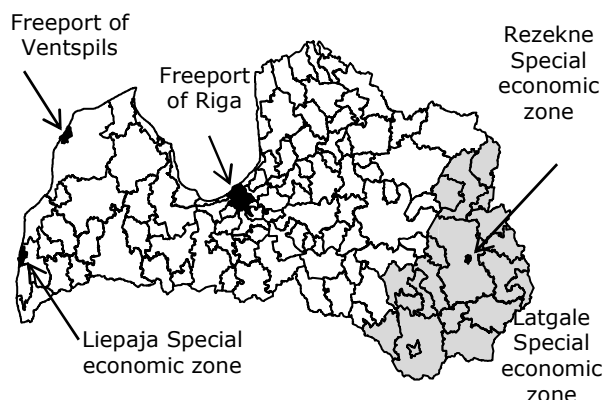 Freeport of
Ventspils
Freeport
of Riga
Rezekne
Special
economic
zone
Liepaja Special
economic zone
Latgale
Special
economic
zone